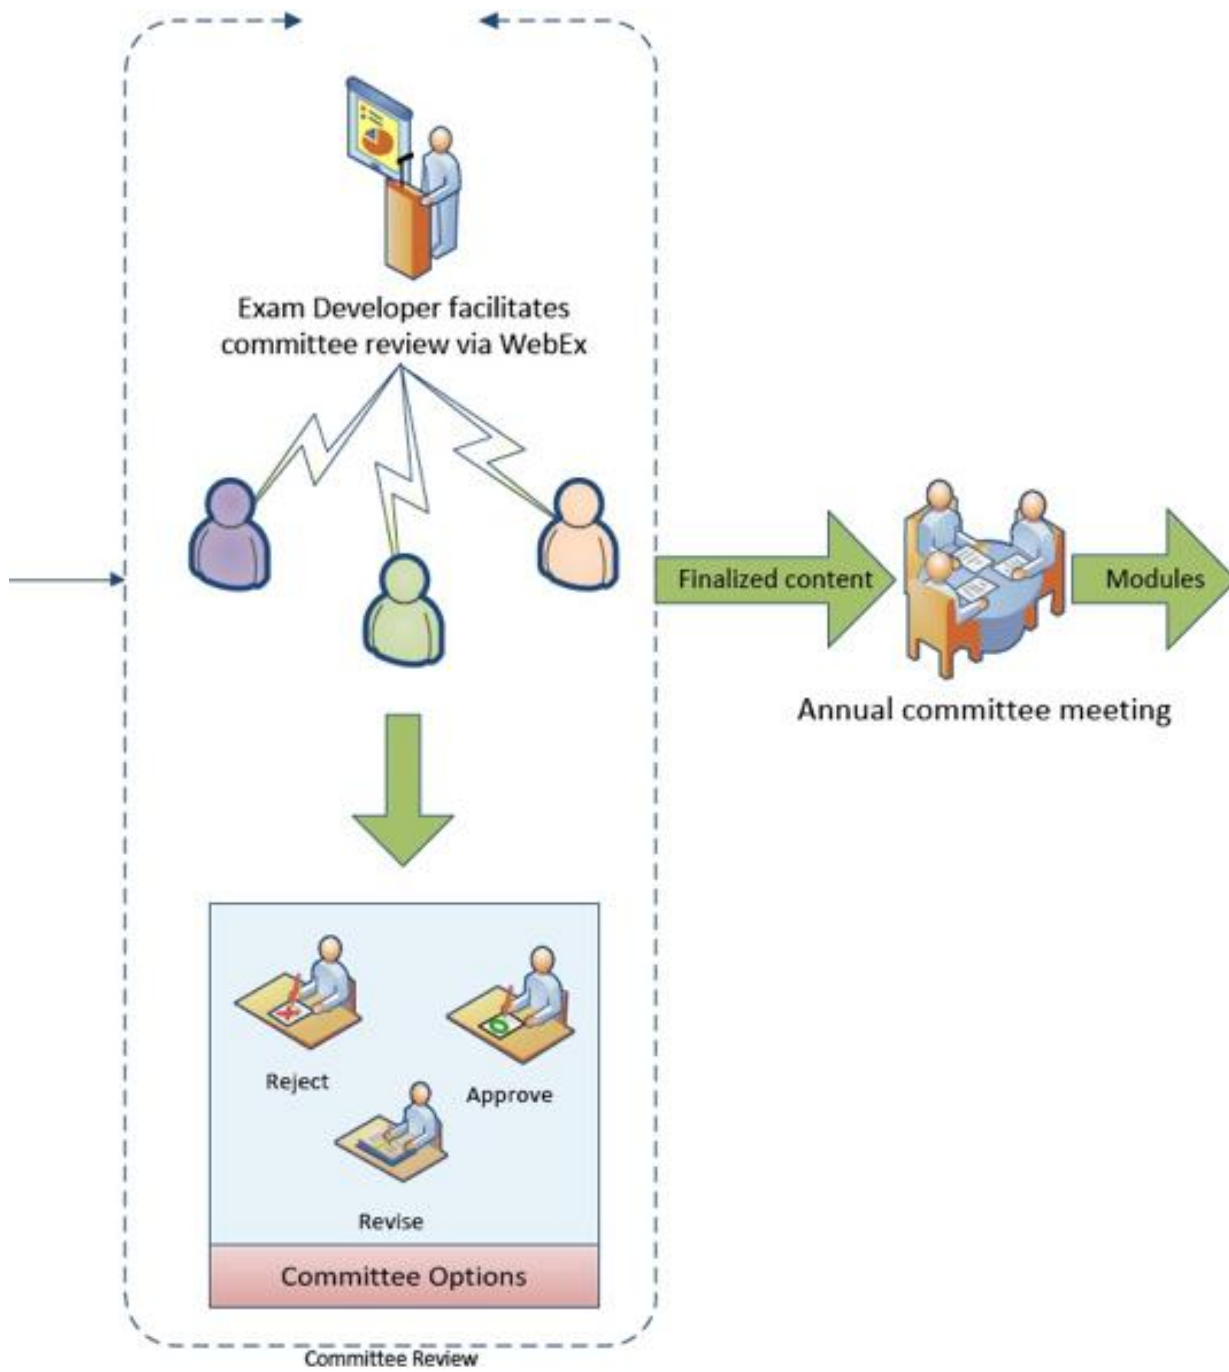 Exam Developer facilitates
committee review via WebEx
Finalized content
Modules
Annual committee meeting
Reject
Approve
Revise
Committee Options
Committee Review